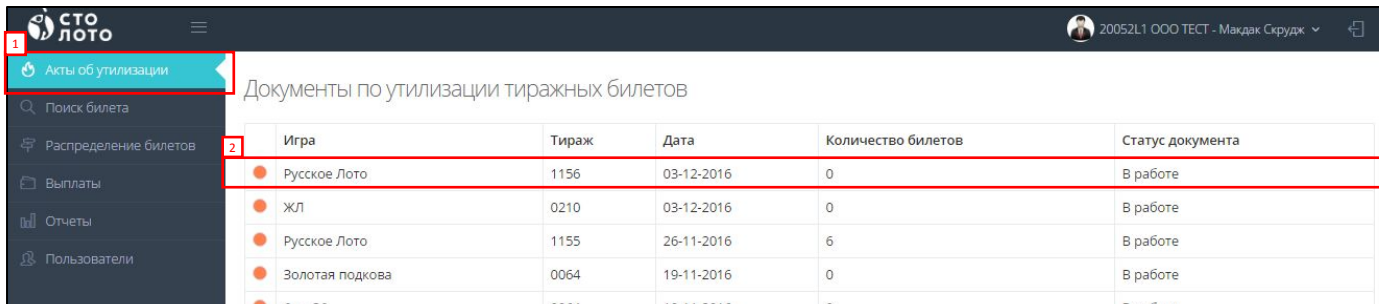 СТО
ЛОТО
20052L1 ООО ТЕСТ - Макдак Скрудж
1
Акты об утилизации
Поиск билета
Распределение билетов
Выплаты
Отчеты
Пользователи
Документы по утилизации тиражных билетов
2
Игра Тираж Дата Количество билетов Статус документа
Русское Лото 1156 03-12-2016 0 В работе
ЖЛ 0210 03-12-2016 0 В работе
Русское Лото 1155 26-11-2016 6 В работе
Золотая подкова 0064 19-11-2016 0 В работе